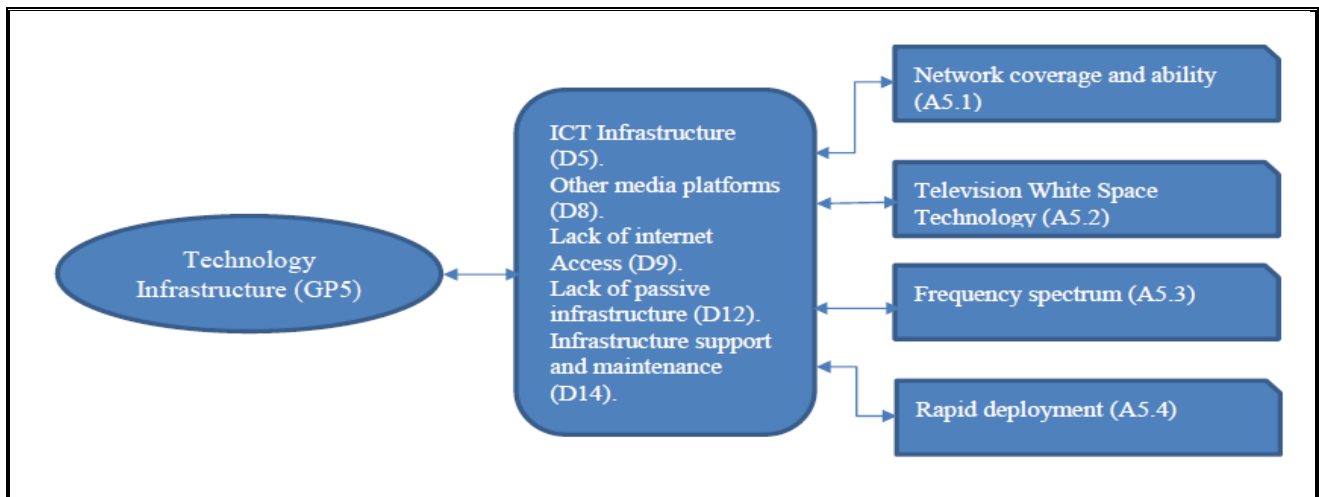 Technology
Infrastructure (GP5)
ICT Infrastructure
(D5).
Other media platforms
(D8).
Lack of internet
Access (D9).
Lack of passive
infrastructure (D12).
Infrastructure support
and maintenance
(D14).
Network coverage and ability
(A5.1)
Television White Space
Technology (A5.2)
Frequency spectrum (A5.3)
Rapid deployment (A5.4)